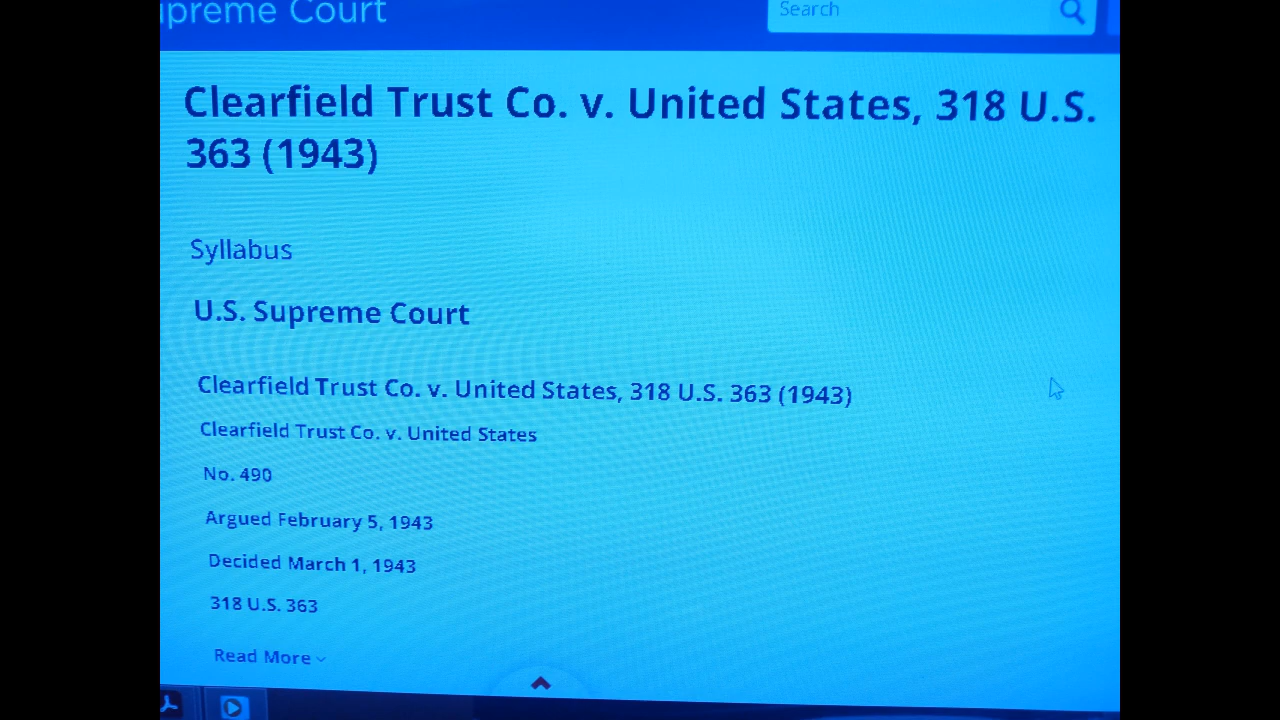 upreme Court
Search
Clearfield Trust Co. v. United States, 318 U.S.
363 (1943)
Syllabus
U.S. Supreme Court
Clearfield Trust Co. v. United States, 318 U.S. 363 (1943)
Clearfield Trust Co. v. United States
No. 490
Argued February 5, 1943
Decided March 1, 1943
318 U.S. 363
Read More